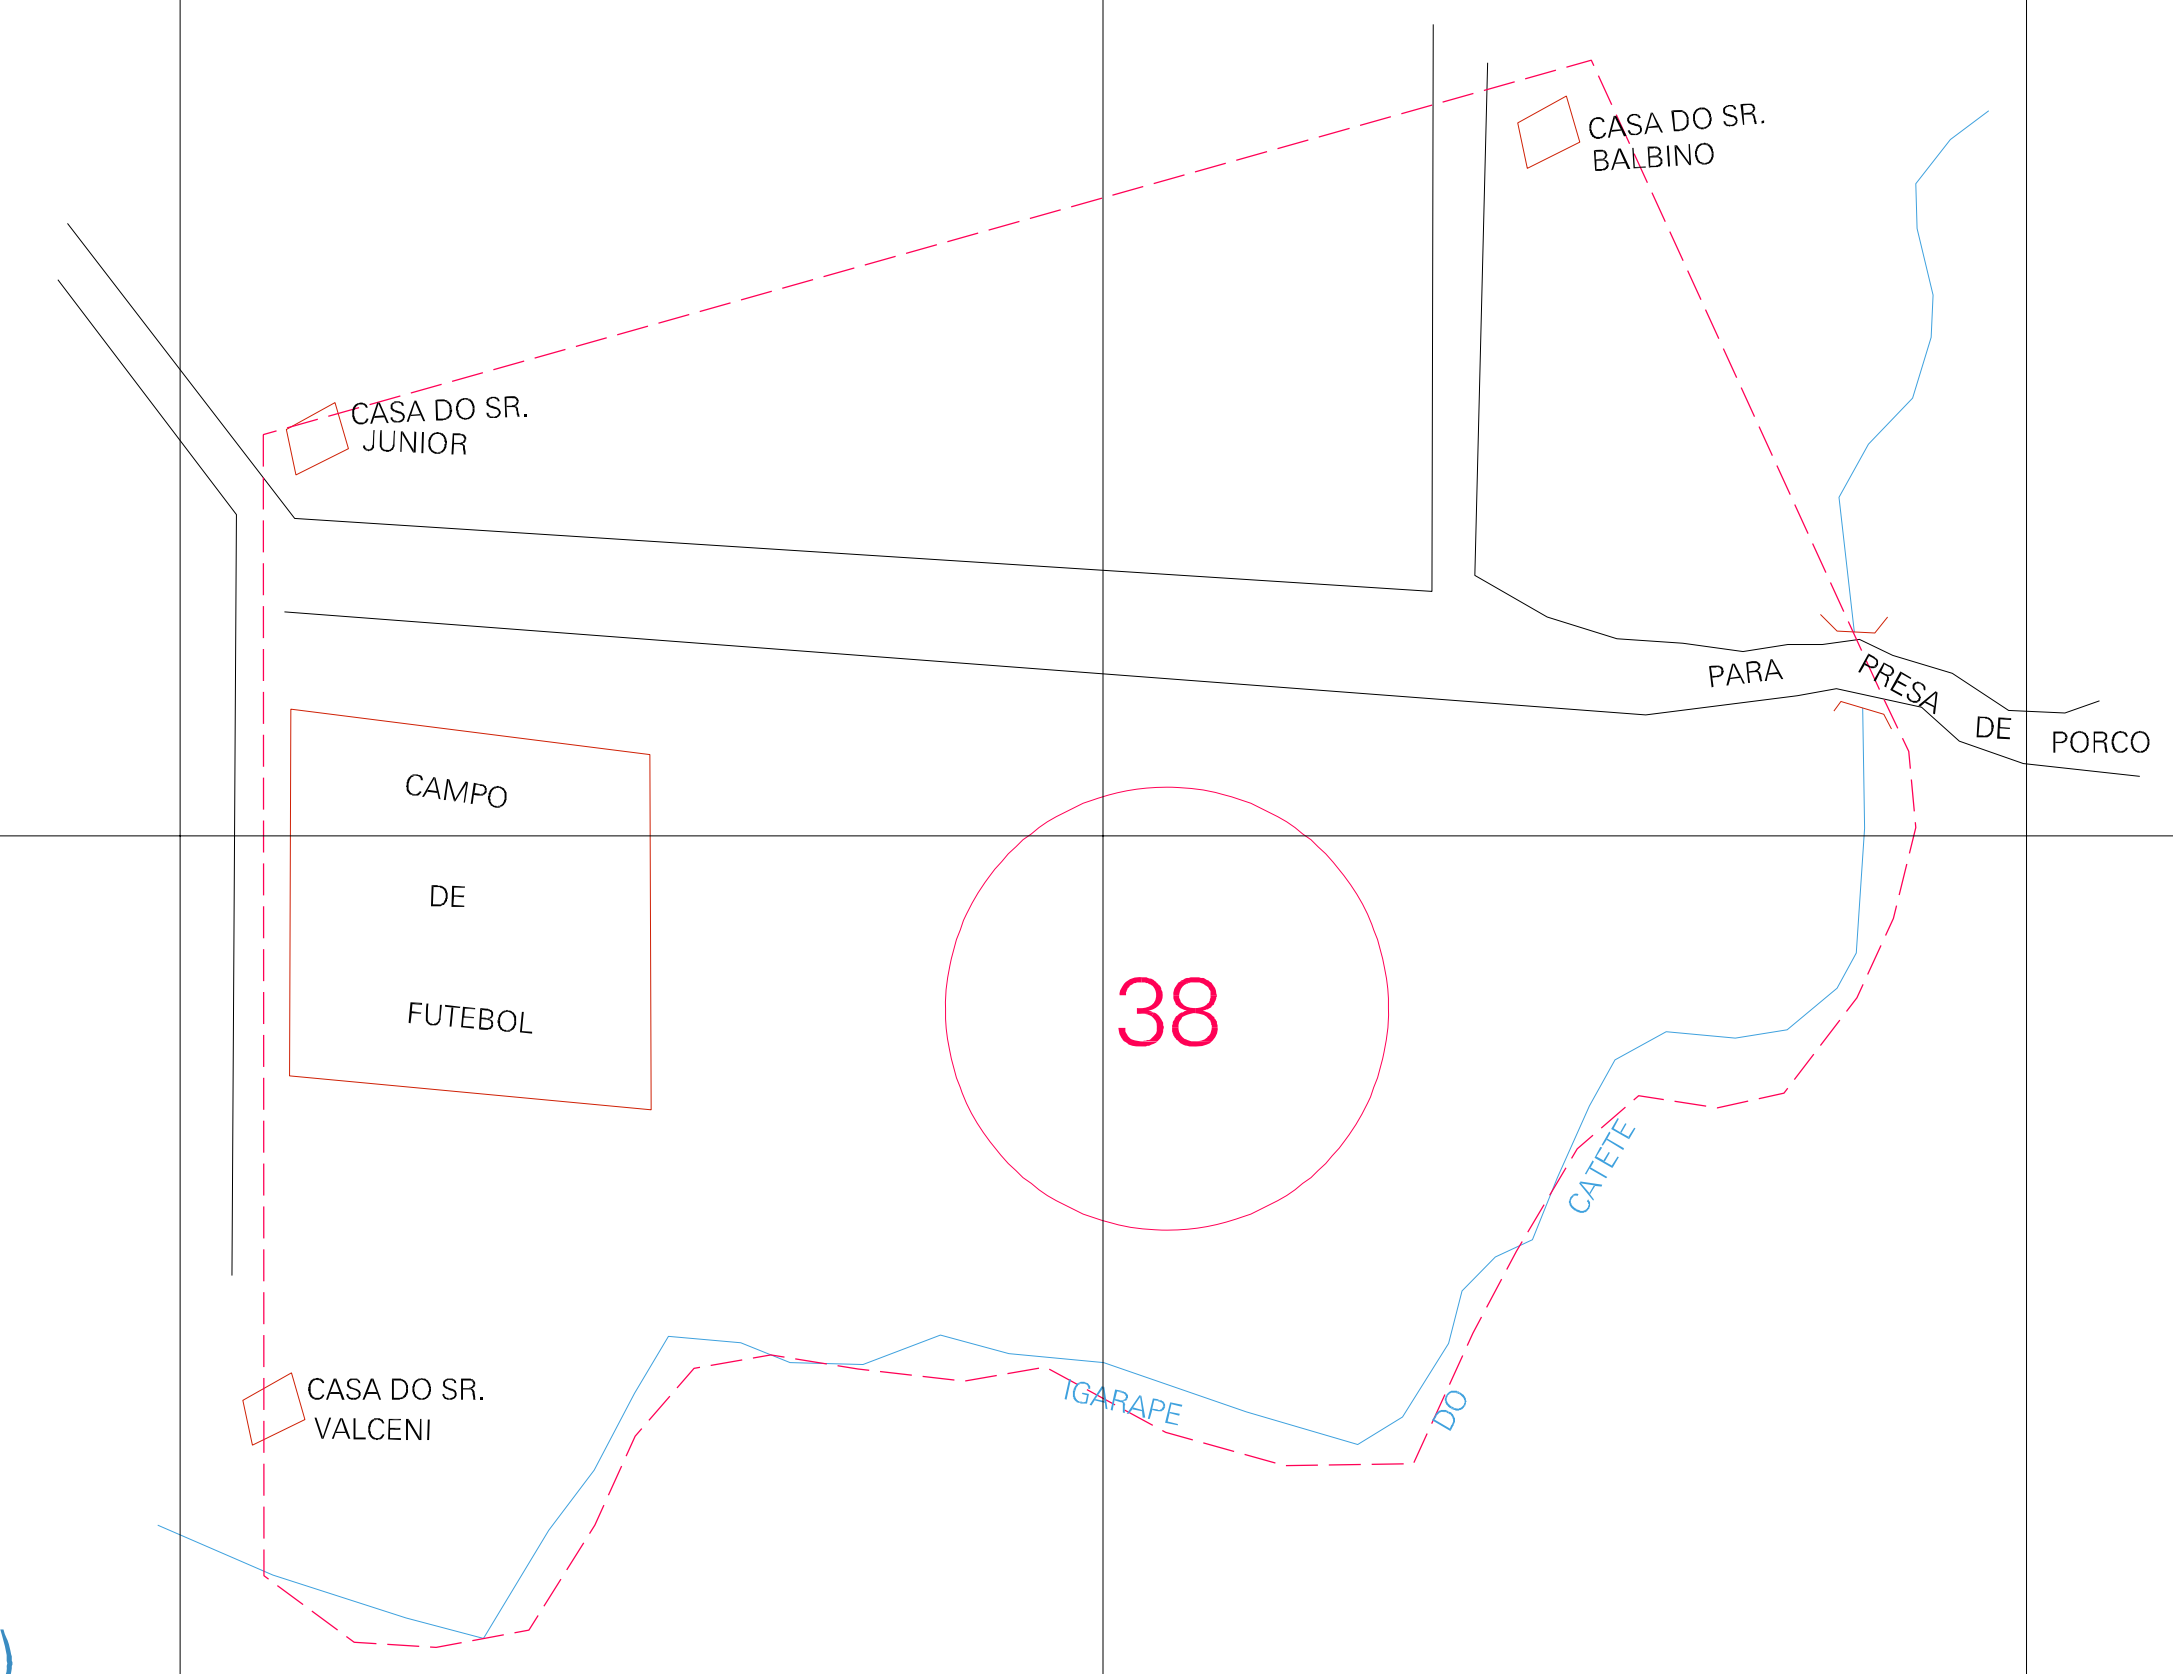 CASA DO SR.
BALBINO
CASA DO SR.
JUNIOR
PARA PRESA DE PORCO
CAMPO
DE
FUTEBOL
38
IGARAPE DO CATETE
CASA DO SR.
VALCENI